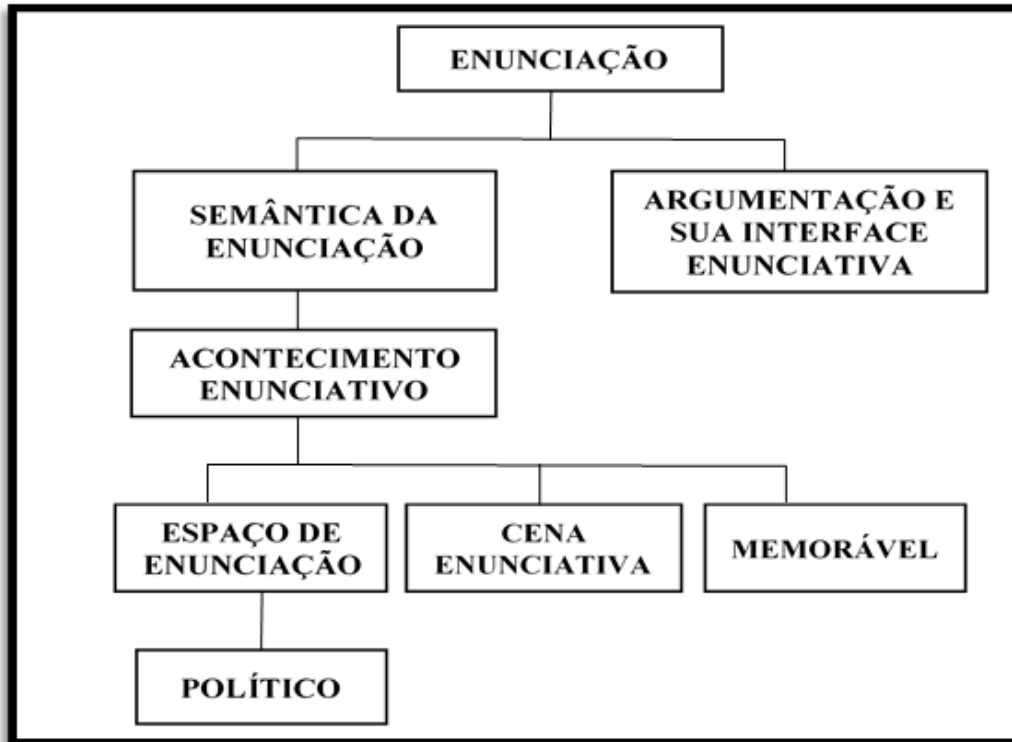 ENUNCIAÇÃO
SEMÂNTICA DA
ENUNCIAÇÃO
ARGUMENTAÇÃO E
SUA INTERFACE
ENUNCIATIVA
ACONTECIMENTO
ENUNCIATIVO
ESPAÇO DE
ENUNCIAÇÃO
CENA
ENUNCIATIVA
MEMORÁVEL
POLÍTICO